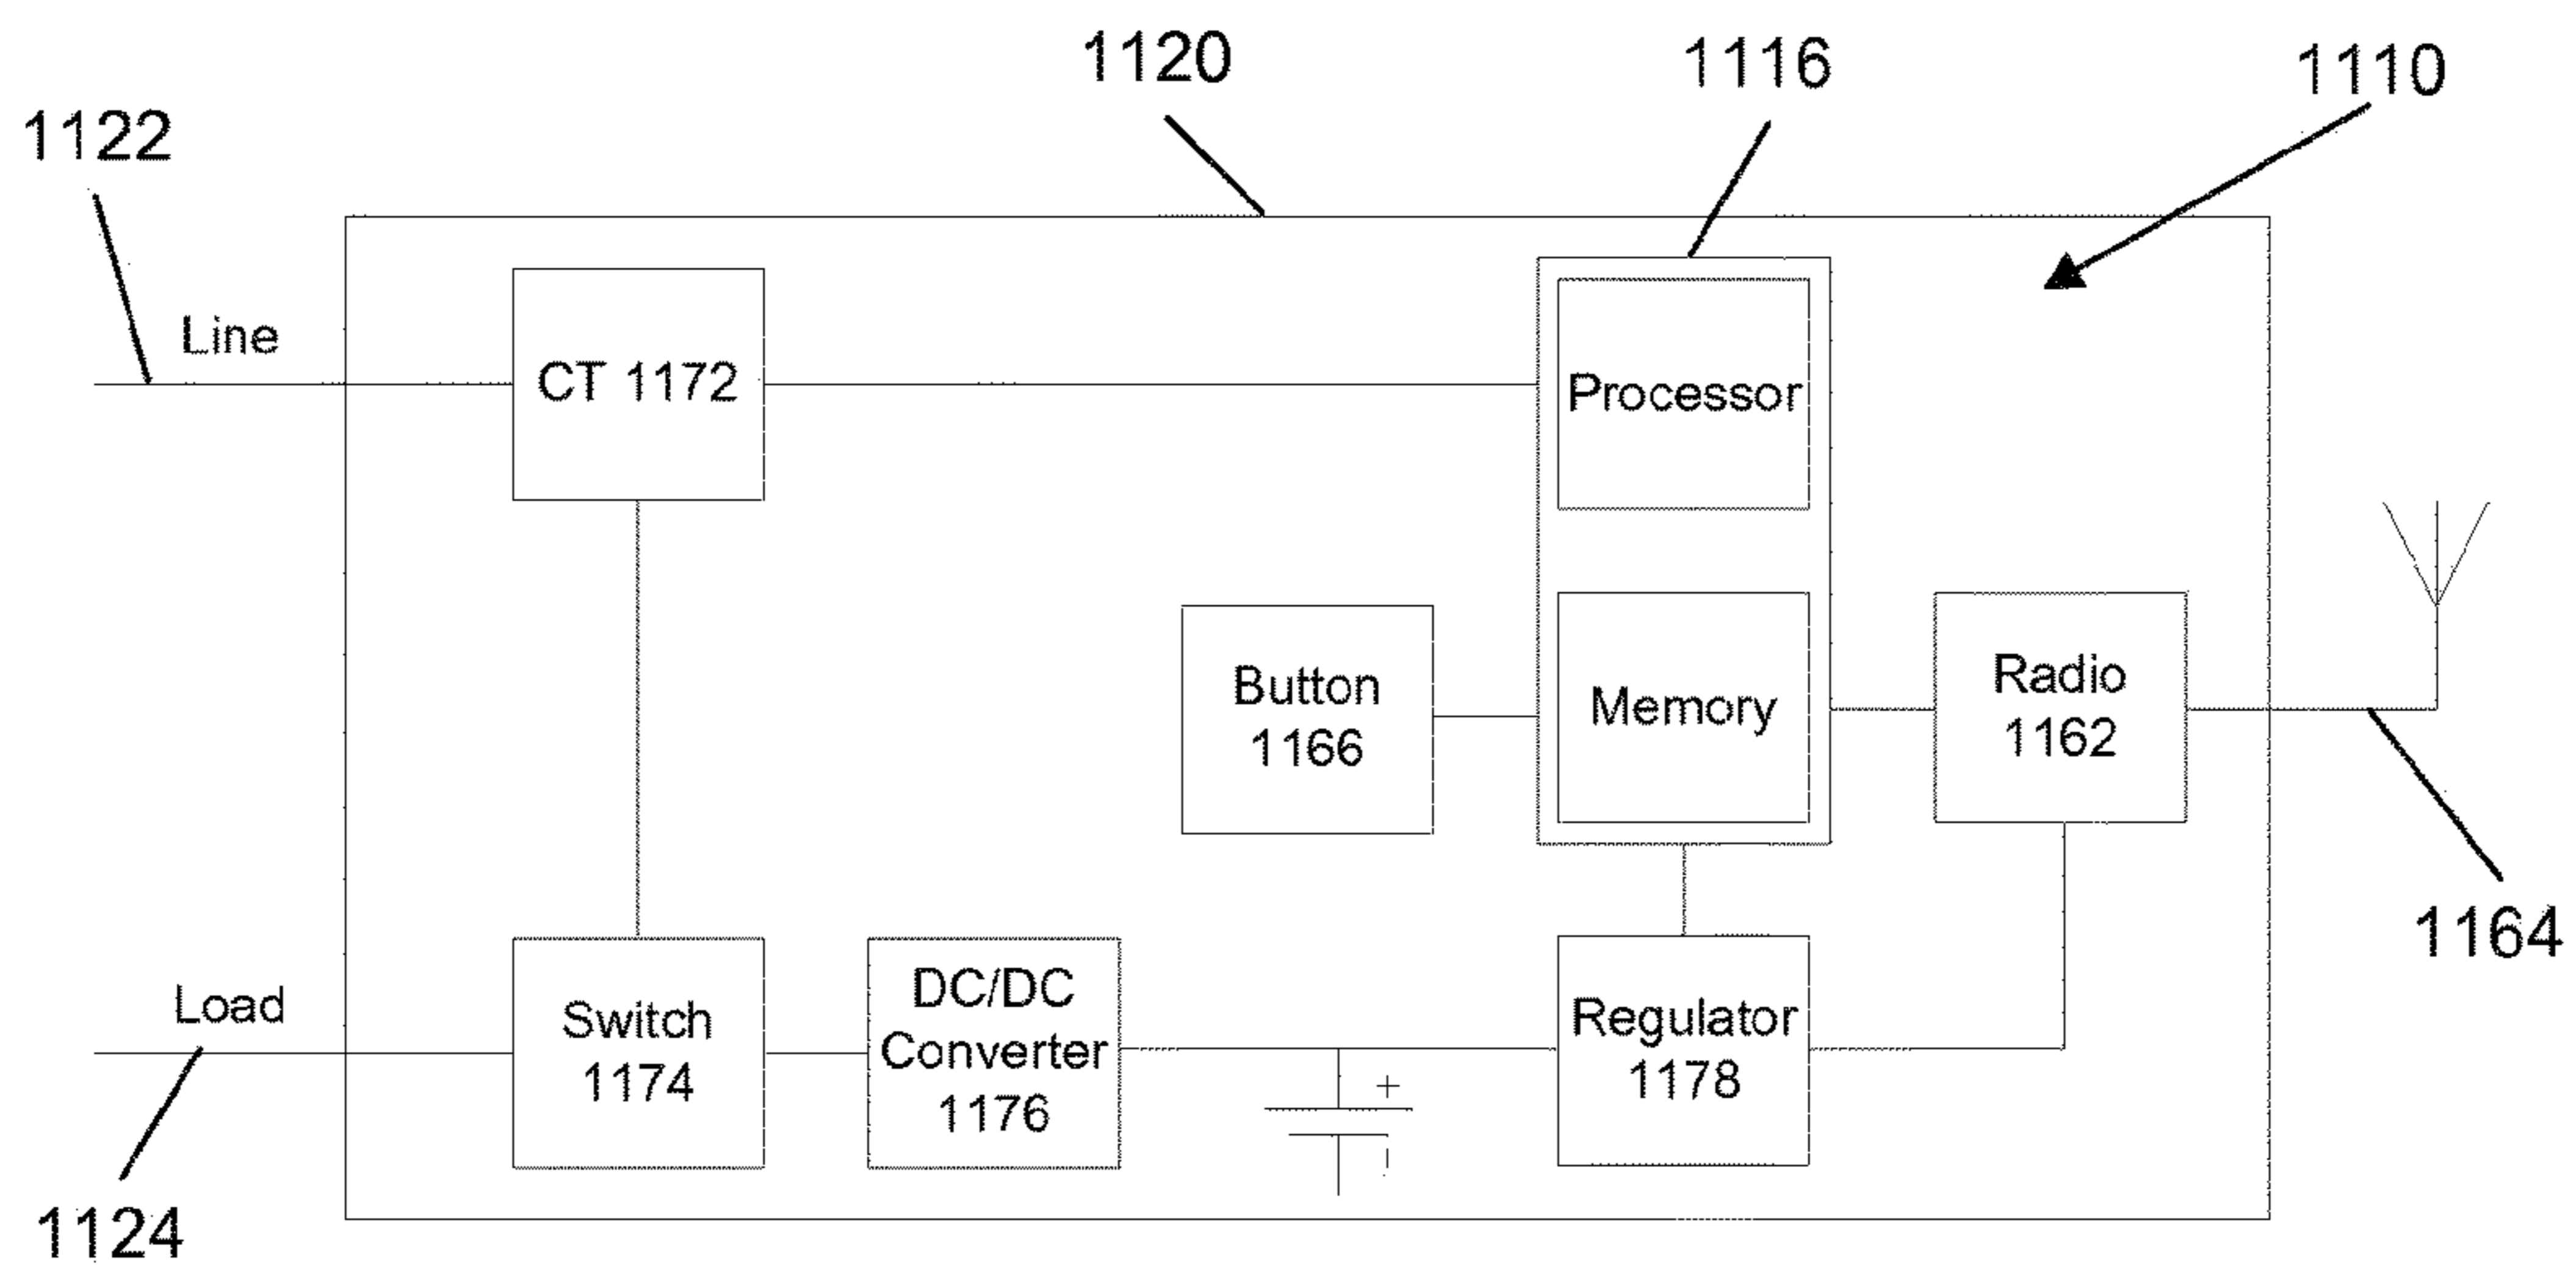 1120
1116
1110
1122
Line
CT 1172
Processor
Button
1166
Memory
Radio
1162
1164
Load
Switch
1174
DC/DC
Converter
1176
+
-
Regulator
1178
1124